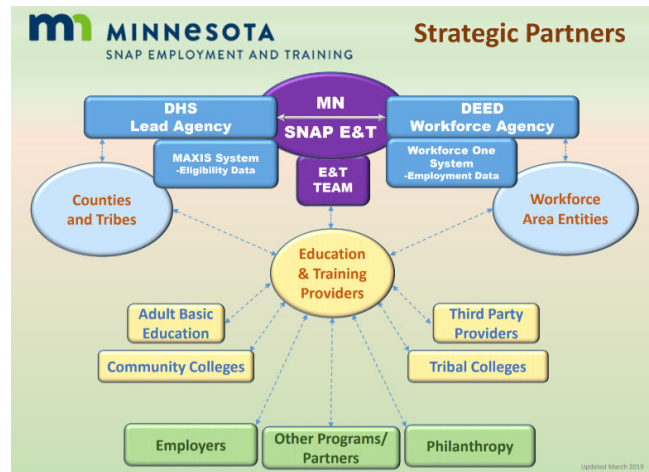 MINNESOTA
SNAP EMPLOYMENT AND TRAINING
Strategic Partners
DHS
Lead Agency
MN
SNAP E&T
DEED
Workforce Agency
MAXIS System
-Eligibility Data
E&T
TEAM
Workforce One
System
-Employment Data
Counties
and Tribes
Workforce
Area Entities
Education
& Training
Providers
Adult Basic
Education
Third Party
Providers
Community Colleges
Tribal Colleges
Employers
Other Programs/
Partners
Philanthropy
Updated March 2019